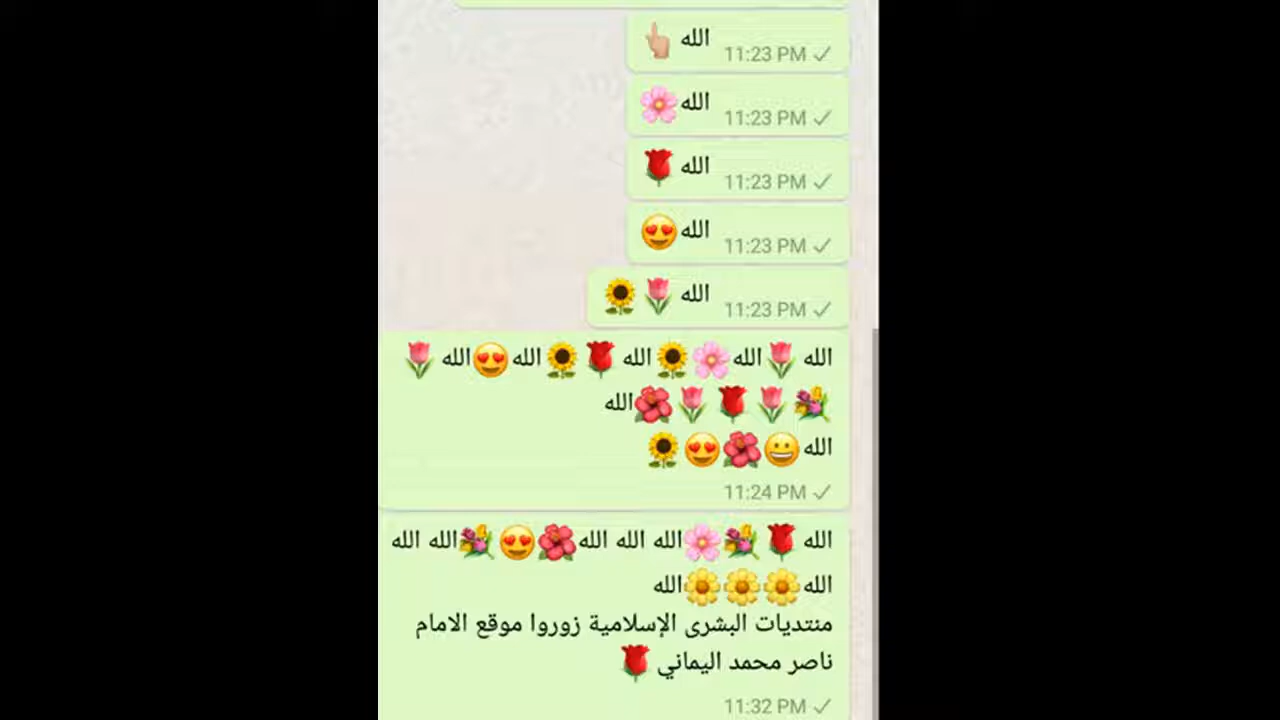 الله 👆🏼
11:23 PM ✓
الله🌸
11:23 PM ✓
الله 🌹
11:23 PM ✓
الله😍
11:23 PM ✓
الله 🌷🌻
11:23 PM ✓
الله 🌷الله🌸🌻الله 🌹🌻الله😍الله 🌷
💐🌷🌹🌷🌺الله
الله😀🌺😍🌻
11:24 PM ✓
الله 🌹💐🌸الله الله الله🌺😍💐الله الله
الله🌼🌼🌼الله
منتديات البشرى الإسلامية زوروا موقع الامام
ناصر محمد اليماني 🌹
11:32 PM ✓